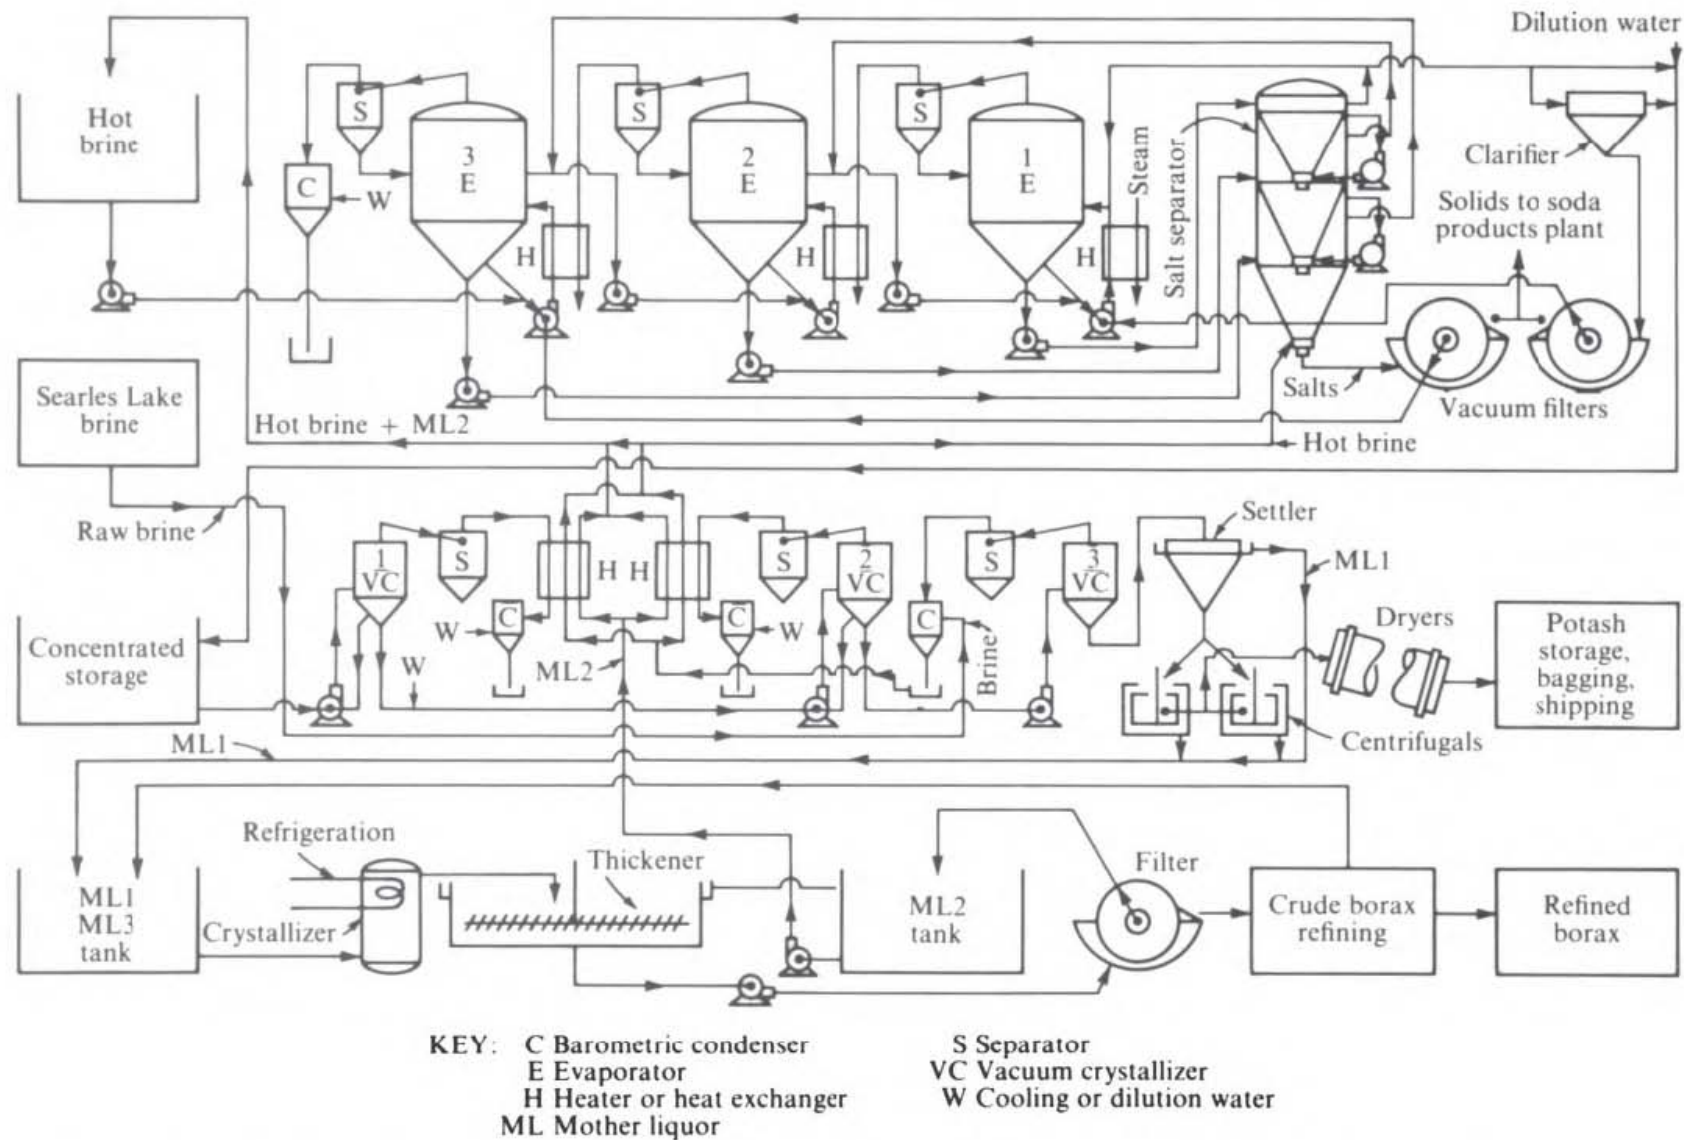 Dilution water
Hot
brine
S
S
S
3
E
2
E
1
E
C
W
H
H
H
Steam
Salt separator
Clarifier
Solids to soda
products plant
Salts
Vacuum filters
Searles Lake
brine
Hot brine + ML2
Hot brine
Raw brine
1
VC
S
H
H
S
2
VC
S
3
VC
Settler
ML1
C
W
C
W
C
Brine
W
ML2
Dryers
Potash
storage,
bagging,
shipping
Concentrated
storage
Centrifugals
ML1
Refrigeration
Thickener
Filter
ML1
ML3
tank
Crystallizer
ML2
tank
Crude borax
refining
Refined
borax
KEY: C Barometric condenser
E Evaporator
H Heater or heat exchanger
ML Mother liquor
S Separator
VC Vacuum crystallizer
W Cooling or dilution water